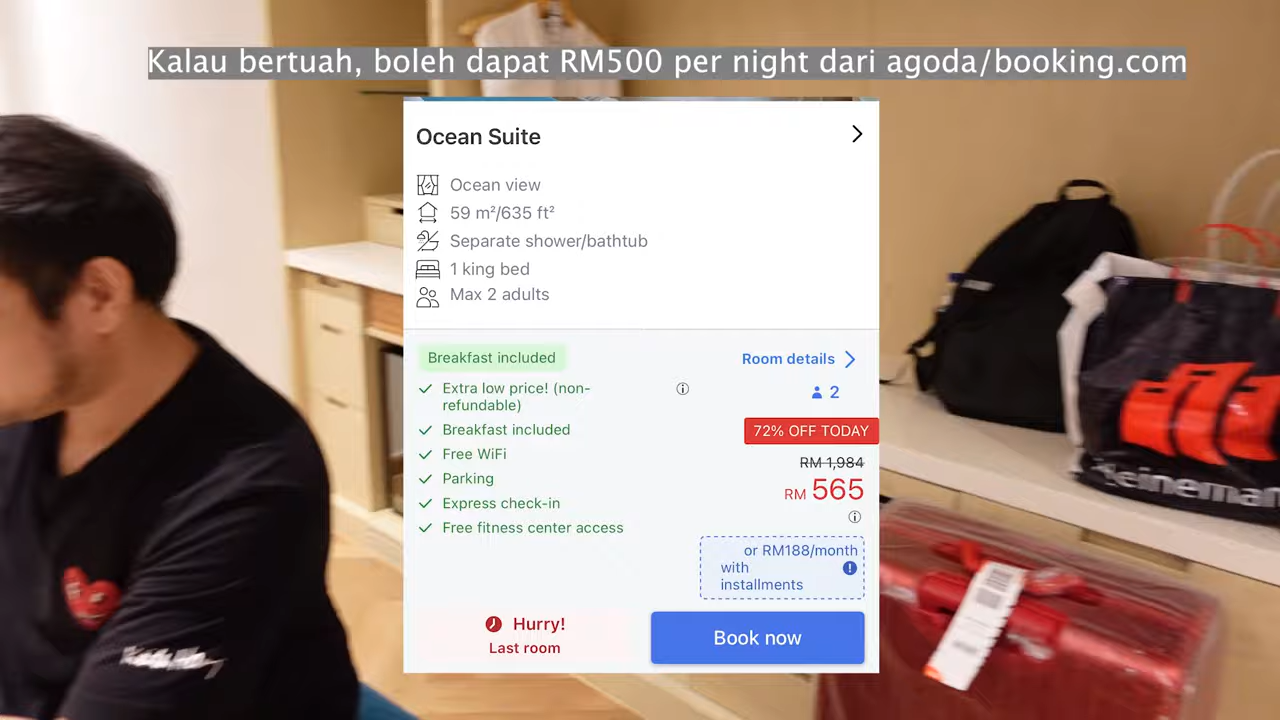 Kalau bertuah, boleh dapat RM500 per night dari agoda/booking.com
Ocean Suite
Ocean view
59 m²/635 ft²
Separate shower/bathtub
1 king bed
Max 2 adults
Breakfast included
Room details
Extra low price! (non-
refundable)
2
Breakfast included
72% OFF TODAY
Free WiFi
RM 1,984
Parking
RM 565
Express check-in
Free fitness center access
or RM188/month
with
installments
Hurry!
Last room
Book now